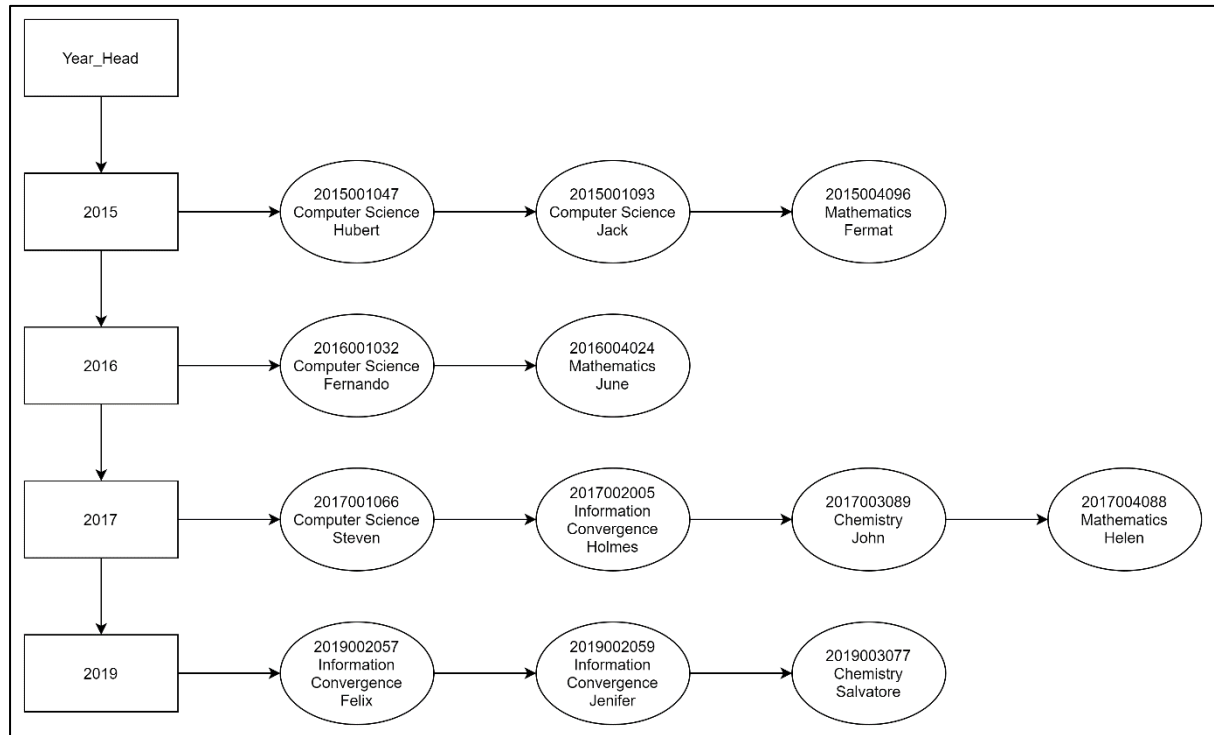 Year_Head
2015
2015001047
Computer Science
Hubert
2015001093
Computer Science
Jack
2015004096
Mathematics
Fermat
2016
2016001032
Computer Science
Fernando
2016004024
Mathematics
June
2017
2017001066
Computer Science
Steven
2017002005
Information
Convergence
Holmes
2017003089
Chemistry
John
2017004088
Mathematics
Helen
2019
2019002057
Information
Convergence
Felix
2019002059
Information
Convergence
Jenifer
2019003077
Chemistry
Salvatore